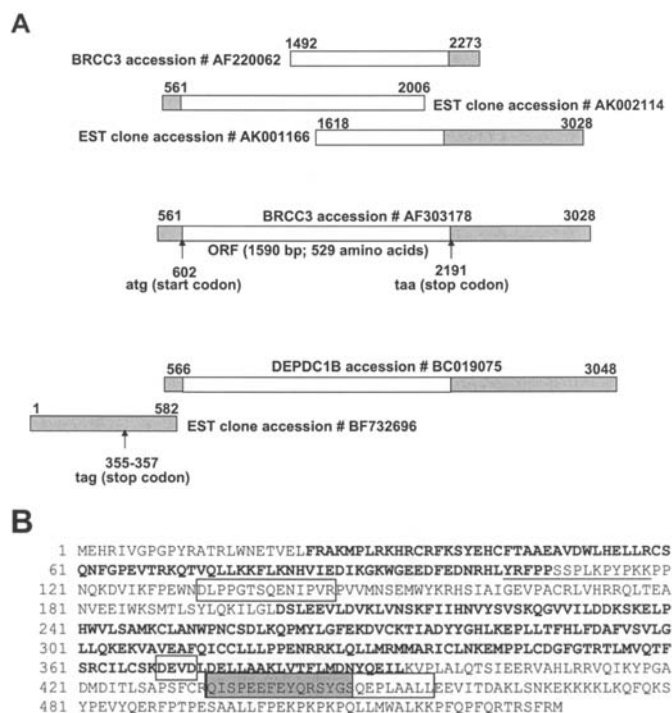 A
1492 2273
BRCC3 accession # AF220062
561 2006
EST clone accession # AK002114
1618 3028
EST clone accession # AK001166
561 BRCC3 accession # AF303178 3028
ORF (1590 bp; 529 amino acids)
602 2191
atg (start codon) taa (stop codon)
566 DEPDC1B accession # BC019075 3048
1 582
EST clone accession # BF732696
355-357
tag (stop codon)
B
1 MEHRIVGPGPYRATRLWNETVELFRAKMPLRKHRCRFKSYEHCFTAAEAVDWLHELLRCS
61 QNFGPEVTRKQTVQLLKKFLKNHVIEDIKGKWGEEDFEDNRHLYRFPPSSPLKPYPKKPP
121 NQKDVIKFPEWNDLPPGTSQENIPVRPVVMNSEMWYKRHSIAIGEVPACRLVHRRQLTEA
181 NVEEIWKSMTLSYLQKILGLDSLEEVLDVKLVNSKFIIHNVYSVSKQGVVILDDKSKELP
241 HWVLSAMKCLANWPNCSDLKQPMYLGFEKDVCKTIADYYGHLKEPLLTFHLFDAFVSVLG
301 LLQKEKVAVEAFQICCLLLPPENRRKLQLLMRMMARICLNKEMPPLCDGFGTRTLMVQTF
361 SRCILCSKDEVDLDELLAAKLVTFLMDNYQEILKVPLALQTSIEERVAHLRRVQIKYPGA
421 DMDITLSAPSFCRQISPEEFEYQRSYGSQEPLAALLEEVITDAKLSNKEKKKKLKQFQKS
481 YPEVYQERFPTPESAALLFPEKPKPKPQLLMWALKKPFQPFQRTRSFRM